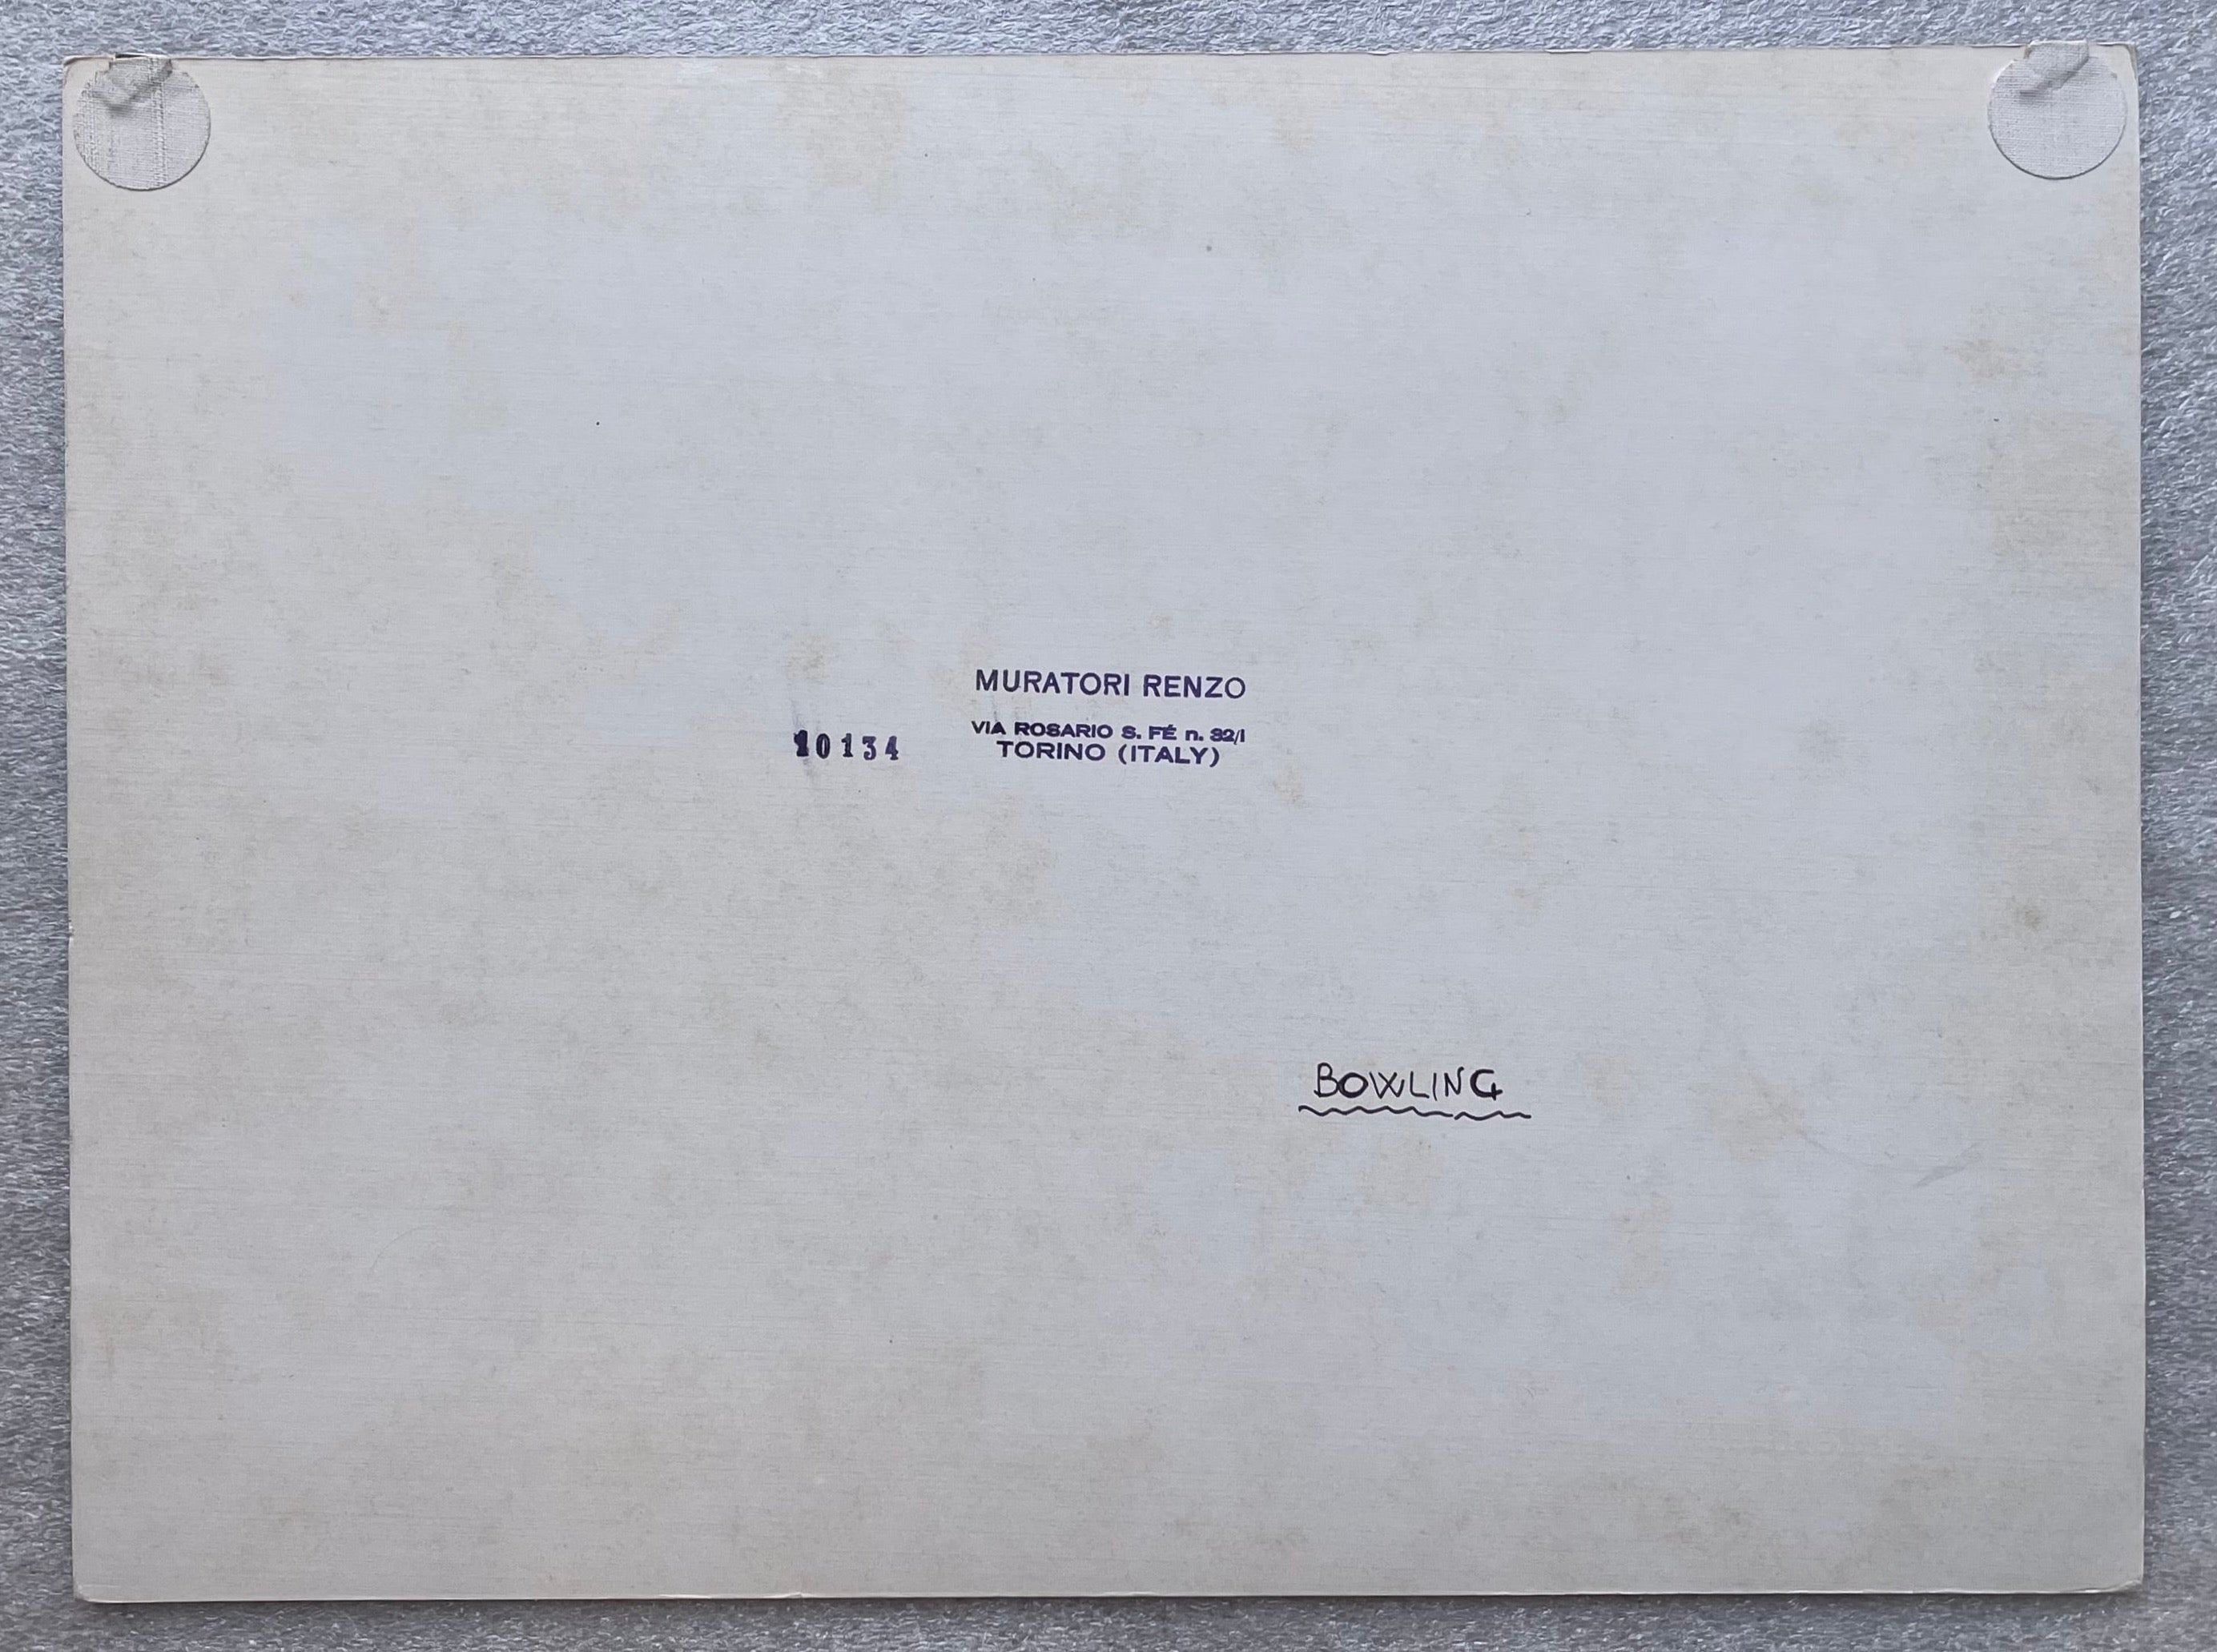 MURATORI RENZO
VIA ROSARIO S. FÉ n. 32/I
10134 TORINO (ITALY)
BOWLING